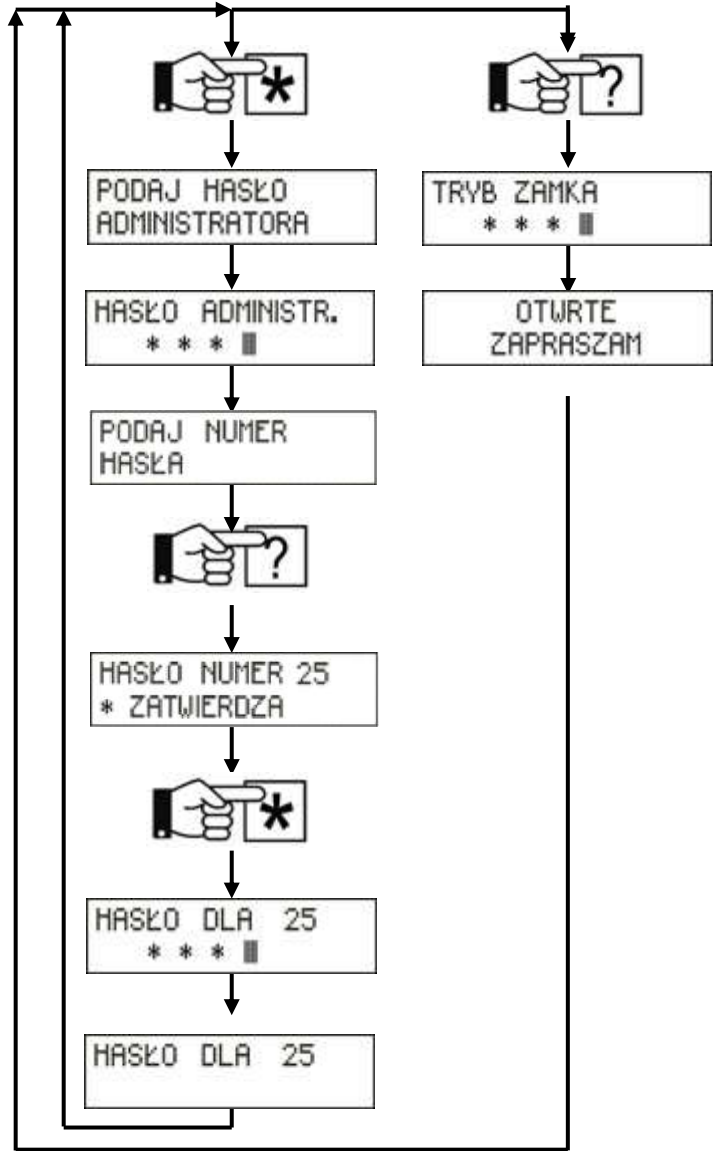 *
PODAJ HASŁO
ADMINISTRATORA
HASŁO ADMINISTR.
* * *
PODAJ NUMER
HASŁA
?
HASŁO NUMER 25
* ZATWIERDZA
*
HASŁO DLA 25
* * *
HASŁO DLA 25
?
TRYB ZAMKA
* * *
OTWRTE
ZAPRASZAM